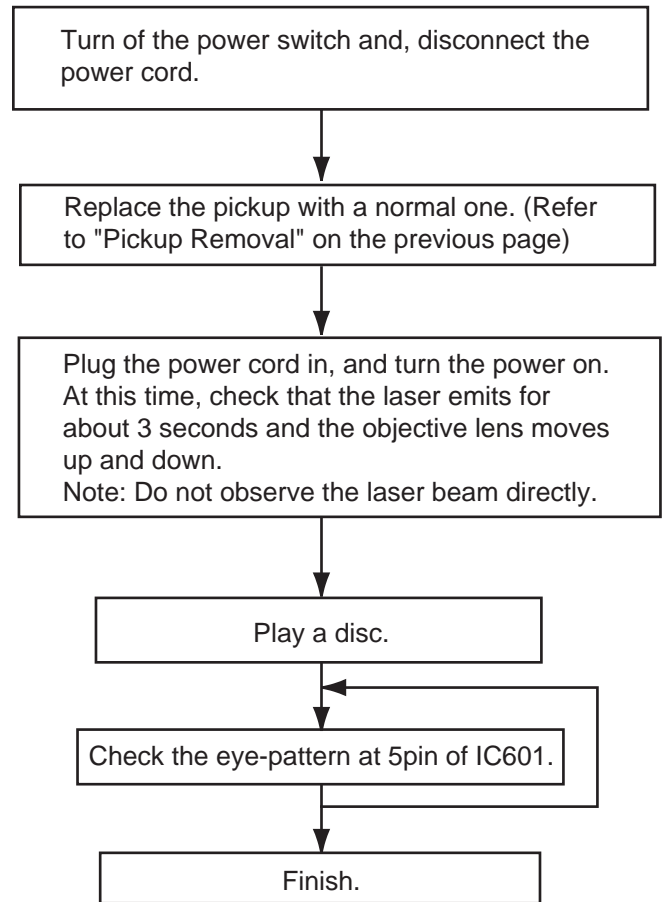 Turn of the power switch and, disconnect the
power cord.
Replace the pickup with a normal one. (Refer
to "Pickup Removal" on the previous page)
Plug the power cord in, and turn the power on.
At this time, check that the laser emits for
about 3 seconds and the objective lens moves
up and down.
Note: Do not observe the laser beam directly.
Play a disc.
Check the eye-pattern at 5pin of IC601.
Finish.